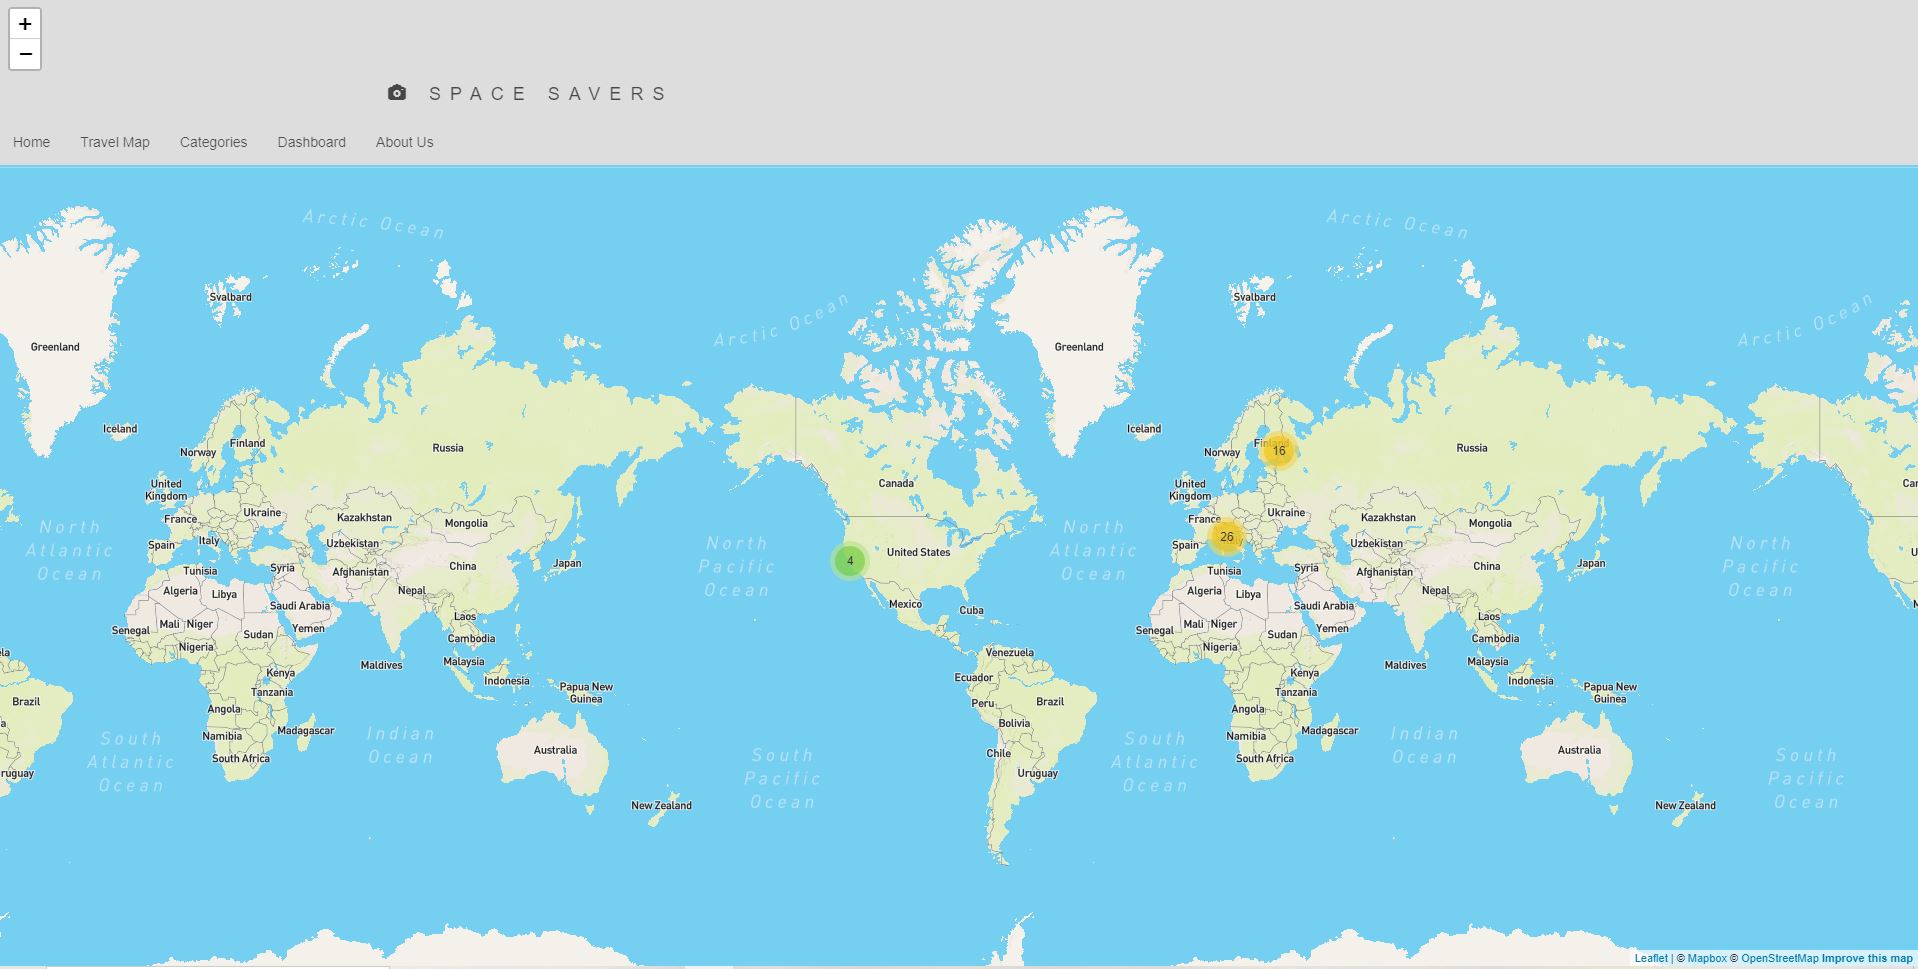 +
−
SPACE SAVERS
Home Travel Map Categories Dashboard About Us
Arctic Ocean
Arctic Ocean
Svalbard
Svalbard
Arctic Ocean
Arctic Ocean
Greenland
Greenland
Iceland
Iceland
Finland
Norway
Russia
16
Norway
Russia
United
Kingdom
Canada
United
Kingdom
France
Ukraine
Kazakhstan
Mongolia
France
Ukraine
Kazakhstan
Mongolia
North
Atlantic
Ocean
North
Atlantic
Ocean
Spain
Italy
Uzbekistan
26
Spain
Uzbekistan
North
Pacific
Ocean
North
Pacific
Ocean
4
United States
Tunisia
Syria
Afghanistan
China
Japan
Tunisia
Syria
Afghanistan
China
Japan
Algeria
Libya
Nepal
Algeria
Libya
Nepal
Mexico
Cuba
Saudi Arabia
Saudi Arabia
Senegal
Mali
Niger
Sudan
Yemen
Laos
Cambodia
Senegal
Mali
Niger
Sudan
Yemen
Laos
Cambodia
Nigeria
Nigeria
Venezuela
Maldives
Malaysia
Maldives
Malaysia
Kenya
Indonesia
Ecuador
Kenya
Indonesia
Tanzania
Papua New
Guinea
Tanzania
Papua New
Guinea
Brazil
Peru
Brazil
Angola
Angola
Bolivia
Namibia
Madagascar
Namibia
Madagascar
South
Atlantic
Ocean
Indian
Ocean
South
Atlantic
Ocean
Indian
Ocean
South Africa
Australia
Chile
South Africa
Australia
South
Pacific
Ocean
South
Pacific
Ocean
ruguay
Uruguay
New Zealand
New Zealand
Leaflet | © Mapbox © OpenStreetMap Improve this map